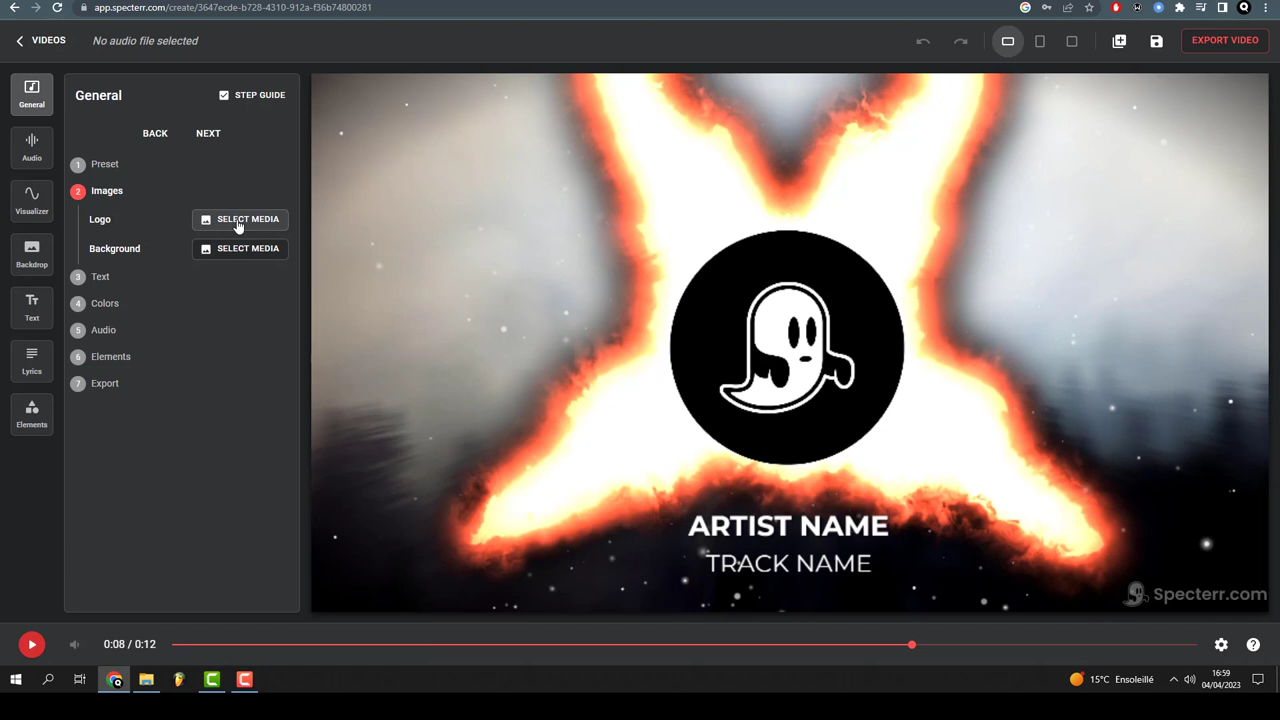 app.specterr.com/create/3647ecde-b728-4310-912a-f36b74800281
VIDEOS
No audio file selected
EXPORT VIDEO
General
Audio
Visualizer
Backdrop
Text
Lyrics
Elements
General
STEP GUIDE
BACK
NEXT
1 Preset
2 Images
Logo
SELECT MEDIA
Background
SELECT MEDIA
3 Text
4 Colors
5 Audio
6 Elements
7 Export
ARTIST NAME
TRACK NAME
Specterr.com
0:08 / 0:12
15°C Ensoleillé
16:59
04/04/2023